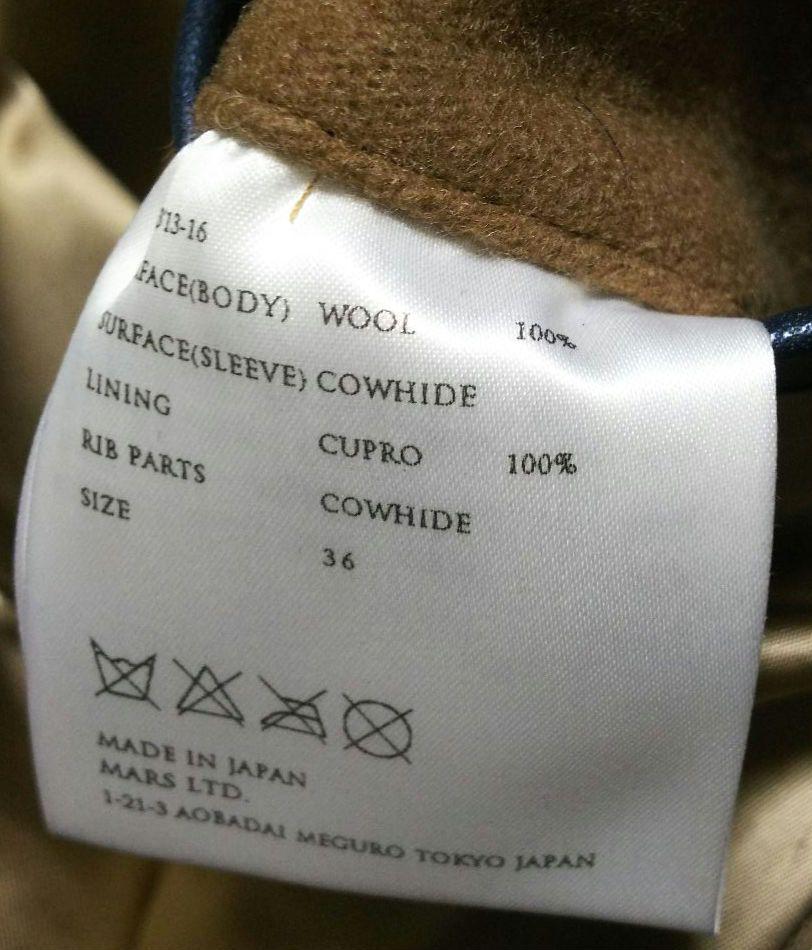 13-16
FACE(BODY) WOOL 100%
SURFACE(SLEEVE) COWHIDE
LINING CUPRO 100%
RIB PARTS COWHIDE
SIZE 36
MADE IN JAPAN
MARS LTD.
1-21-3 AOBADAI MEGURO TOKYO JAPAN